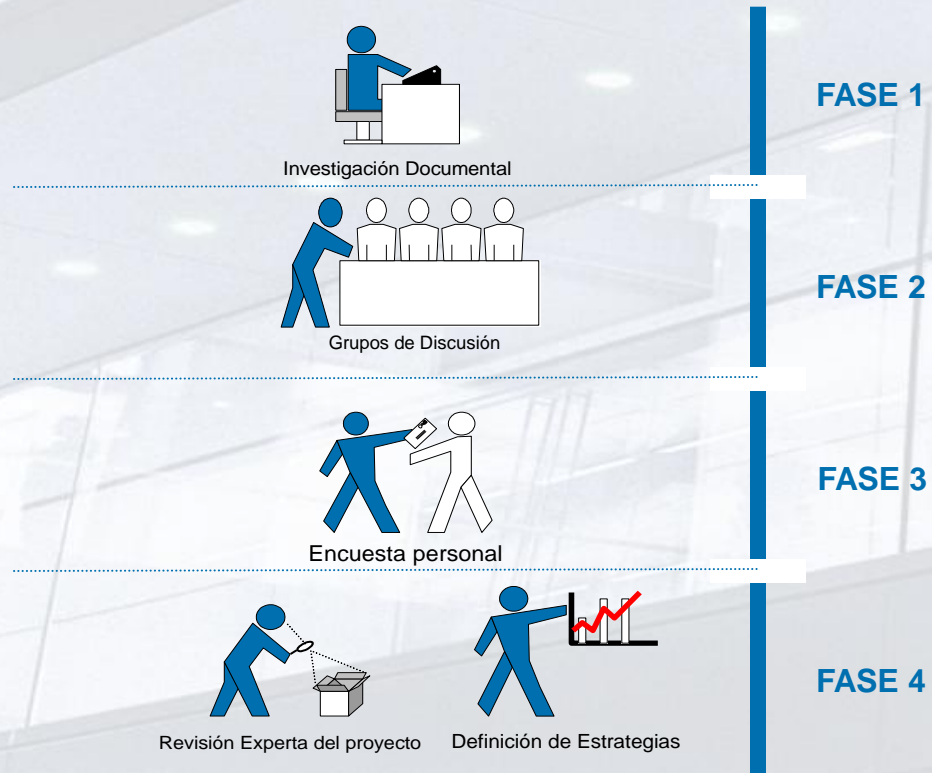 FASE 1
Investigación Documental
FASE 2
Grupos de Discusión
FASE 3
Encuesta personal
FASE 4
Revisión Experta del proyecto
Definición de Estrategias